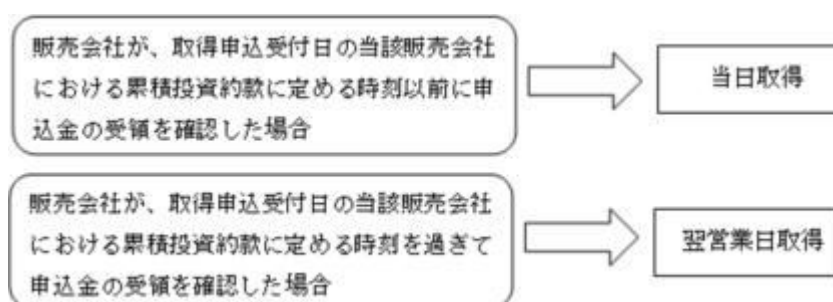 販売会社が、取得申込受付日の当該販売会社
における累積投資約款に定める時刻以前に申
込金の受領を確認した場合
当日取得
販売会社が、取得申込受付日の当該販売会社
における累積投資約款に定める時刻を過ぎて
申込金の受領を確認した場合
翌営業日取得